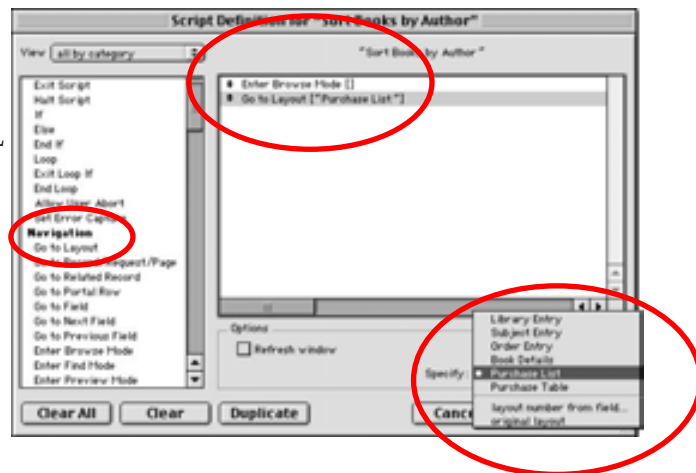 Script Definition for "Sort Books by Author"
View all by category
"Sort Books by Author"
Exit Script
Halt Script
If
Else
End If
Loop
Exit Loop If
End Loop
Allow User Abort
Set Error Capture
Navigation
Go to Layout
Go to Record/Request/Page
Go to Related Record
Go to Portal Row
Go to Field
Go to Next Field
Go to Previous Field
Enter Browse Mode
Enter Find Mode
Enter Preview Mode
Enter Browse Mode []
Go to Layout ["Purchase List"]
Options
Refresh window
Specify:
Library Entry
Subject Entry
Order Entry
Book Details
Purchase List
Purchase Table
layout number from field...
original layout
Clear All
Clear
Duplicate